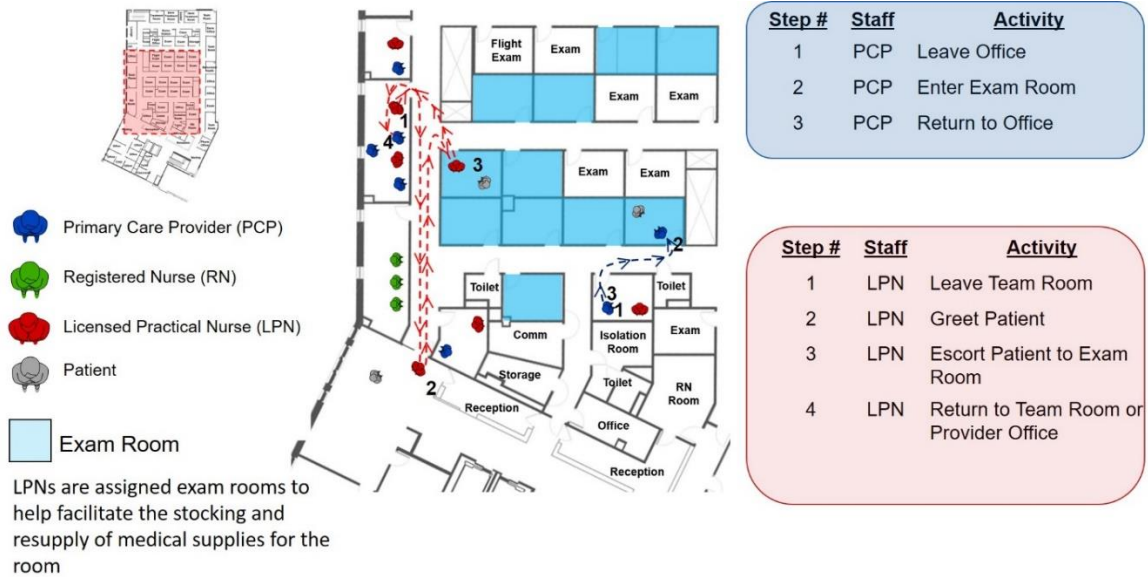 Primary Care Provider (PCP)
Registered Nurse (RN)
Licensed Practical Nurse (LPN)
Patient
Exam Room
LPNs are assigned exam rooms to
help facilitate the stocking and
resupply of medical supplies for the
room
Flight
Exam
Exam
Exam
Exam
1
4
3
Exam
Exam
2
Toilet
3
1
Toilet
Comm
Isolation
Room
Exam
Storage
2
Toilet
RN
Room
Reception
Office
Reception
Step # Staff Activity
1 PCP Leave Office
2 PCP Enter Exam Room
3 PCP Return to Office
Step # Staff Activity
1 LPN Leave Team Room
2 LPN Greet Patient
3 LPN Escort Patient to Exam
Room
4 LPN Return to Team Room or
Provider Office